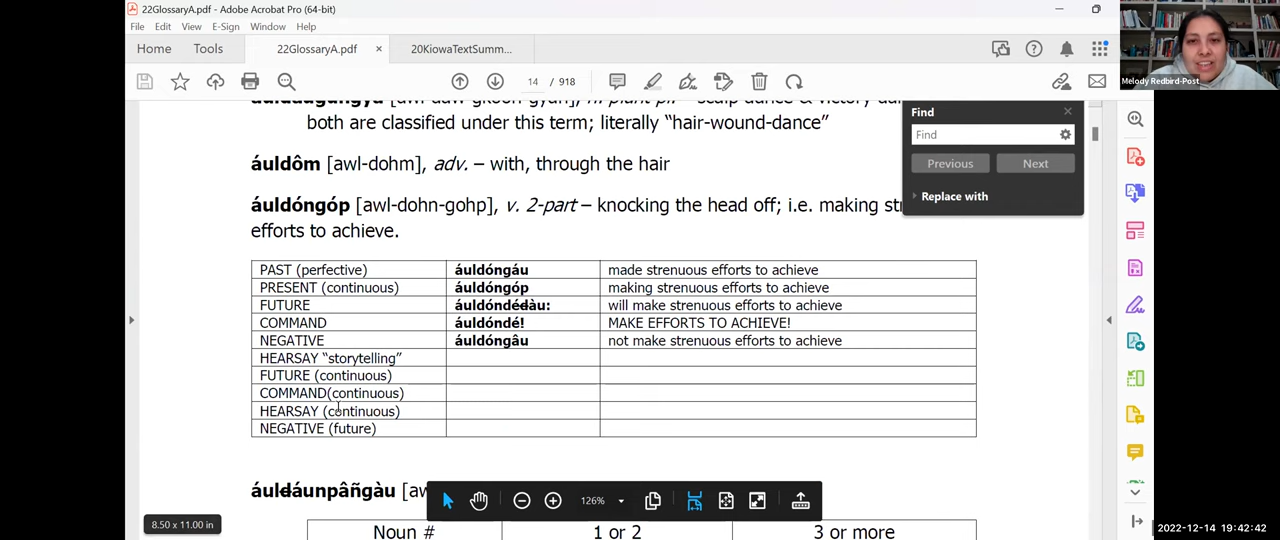 22GlossaryA.pdf - Adobe Acrobat Pro (64-bit)
File Edit View E-Sign Window Help
Home Tools 22GlossaryA.pdf × 20KiowaTextSumm...
14 / 918
Melody Redbird-Post
both are classified under this term; literally “hair-wound-dance”
Find
Find
Previous Next
Replace with
áuldôm [awl-dohm], adv. – with, through the hair
áuldóngóp [awl-dohn-gohp], v. 2-part – knocking the head off; i.e. making
efforts to achieve.
PAST (perfective) áuldóngáu made strenuous efforts to achieve
PRESENT (continuous) áuldóngóp making strenuous efforts to achieve
FUTURE áuldóndéd̶àu: will make strenuous efforts to achieve
COMMAND áuldóndé! MAKE EFFORTS TO ACHIEVE!
NEGATIVE áuldóngâu not make strenuous efforts to achieve
HEARSAY “storytelling”
FUTURE (continuous)
COMMAND(continuous)
HEARSAY (continuous)
NEGATIVE (future)
áuld̶áunpâñgàu
126%
8.50 x 11.00 in
Noun # 1 or 2 3 or more
2022-12-14 19:42:42